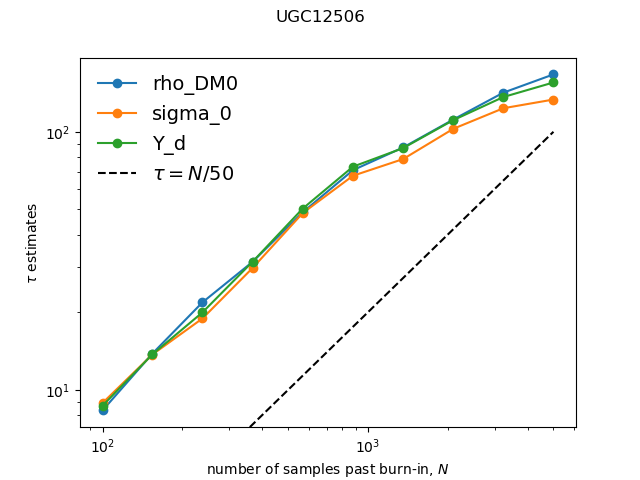 UGC12506
rho_DM0
sigma_0
Y_d
τ = N/50
10²
10¹
τ estimates
10²
10³
number of samples past burn-in, N